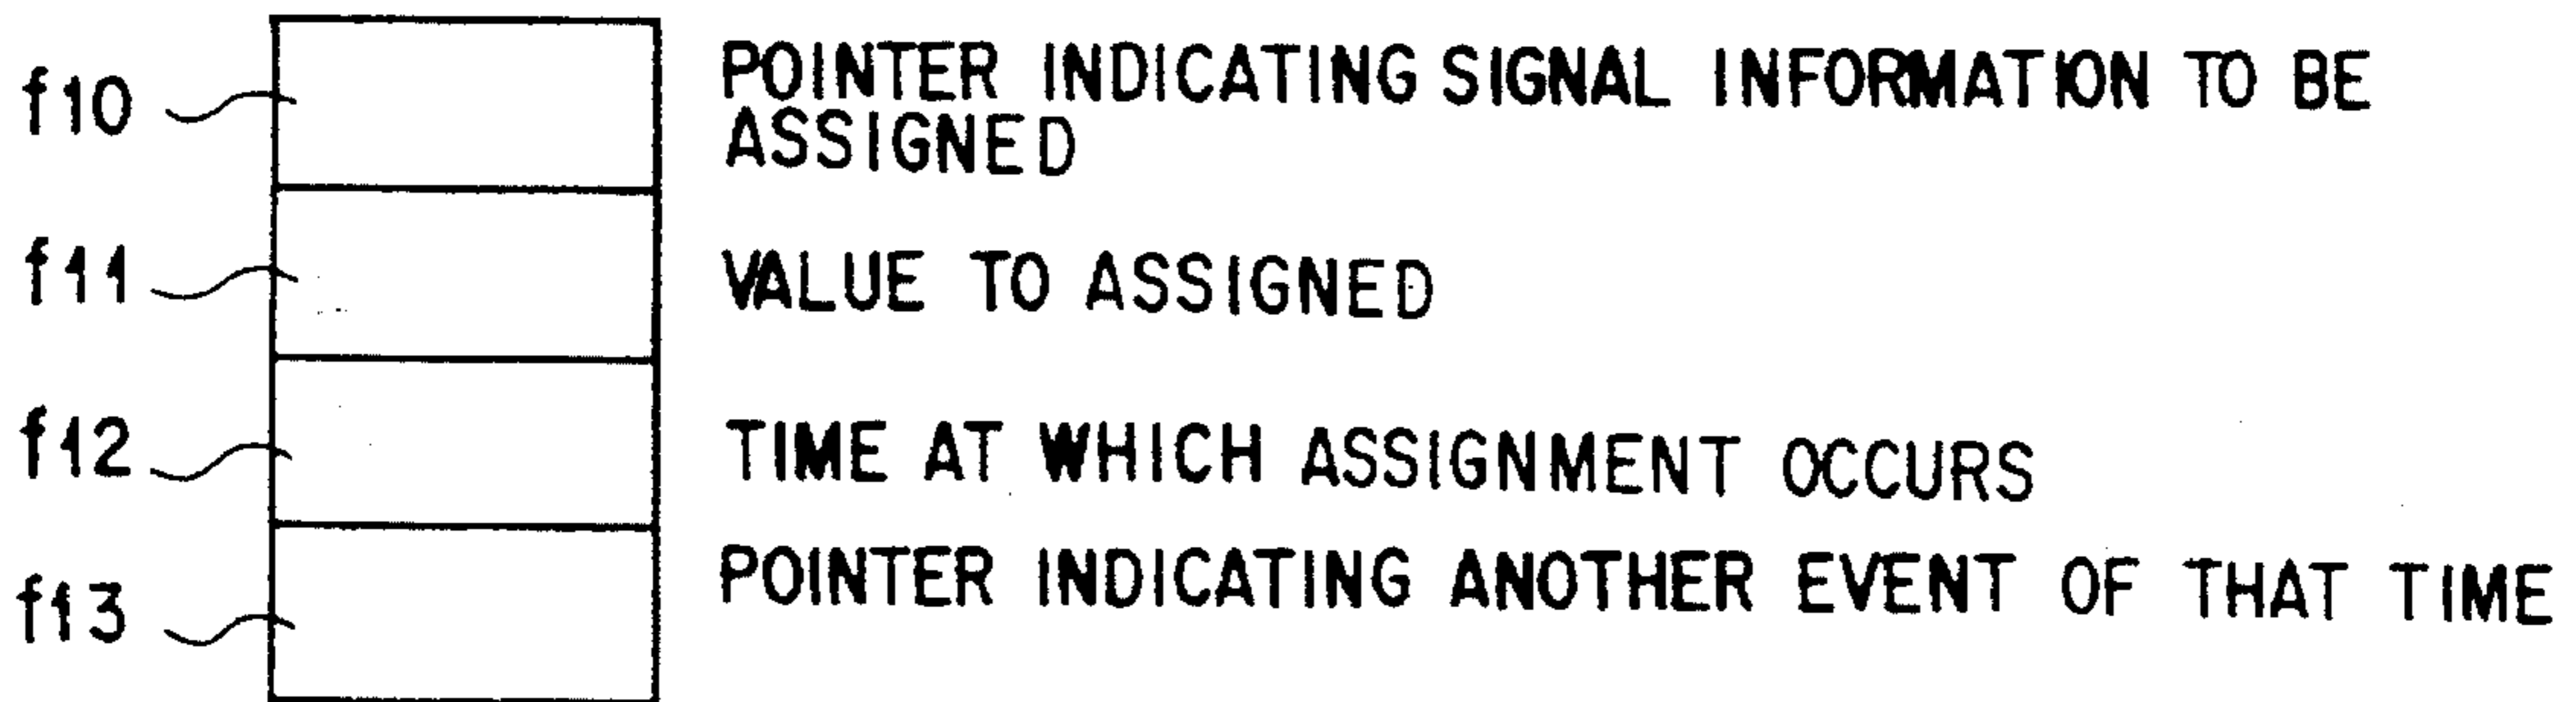 f10 POINTER INDICATING SIGNAL INFORMATION TO BE
ASSIGNED
f11 VALUE TO ASSIGNED
f12 TIME AT WHICH ASSIGNMENT OCCURS
f13 POINTER INDICATING ANOTHER EVENT OF THAT TIME